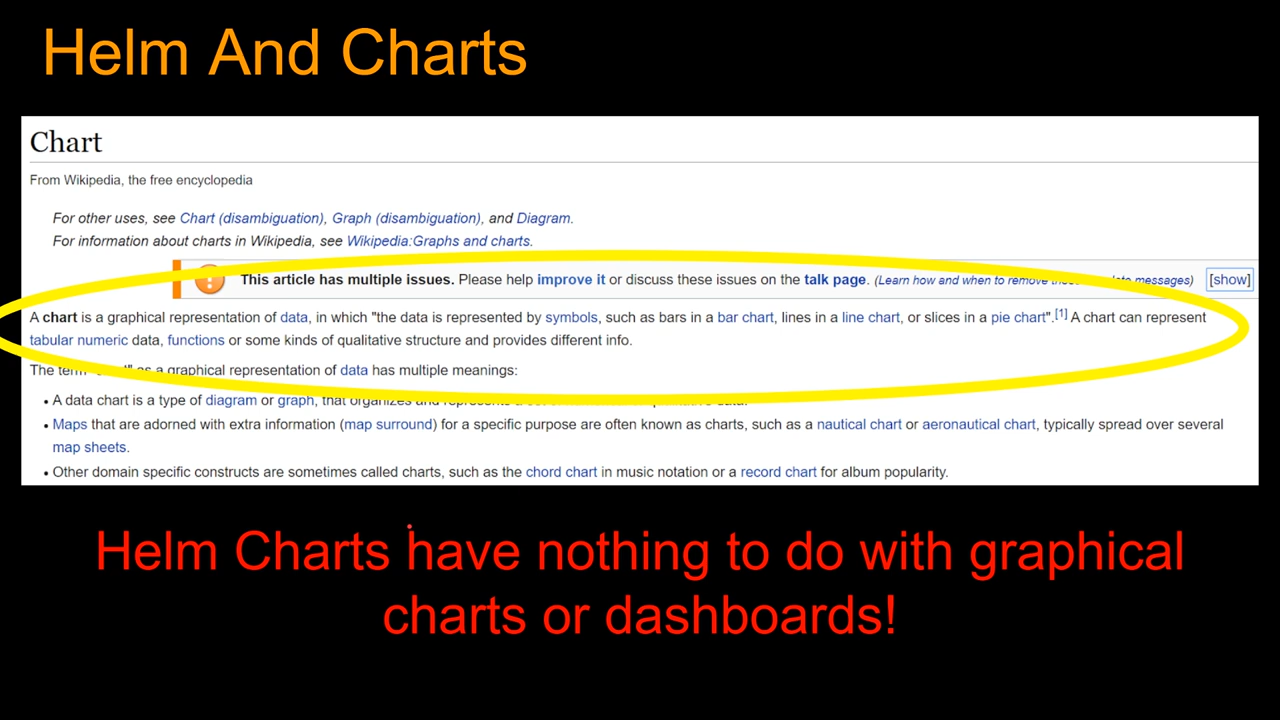 Helm And Charts
Chart
From Wikipedia, the free encyclopedia
For other uses, see Chart (disambiguation), Graph (disambiguation), and Diagram.
For information about charts in Wikipedia, see Wikipedia:Graphs and charts.
This article has multiple issues. Please help improve it or discuss these issues on the talk page. (Learn how and when to remove messages) [show]
A chart is a graphical representation of data, in which "the data is represented by symbols, such as bars in a bar chart, lines in a line chart, or slices in a pie chart".[1] A chart can represent
tabular numeric data, functions or some kinds of qualitative structure and provides different info.
The term as a graphical representation of data has multiple meanings:
• A data chart is a type of diagram or graph, that organizes and represents a data.
• Maps that are adorned with extra information (map surround) for a specific purpose are often known as charts, such as a nautical chart or aeronautical chart, typically spread over several
map sheets.
• Other domain specific constructs are sometimes called charts, such as the chord chart in music notation or a record chart for album popularity.
Helm Charts have nothing to do with graphical
charts or dashboards!